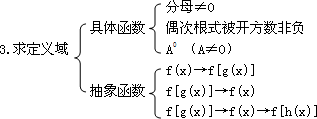 分母≠0
具体函数
偶次根式被开方数非负
A⁰ (A≠0)
3.求定义域
f(x)→f[g(x)]
抽象函数
f[g(x)]→f(x)
f[g(x)]→f(x)→f[h(x)]